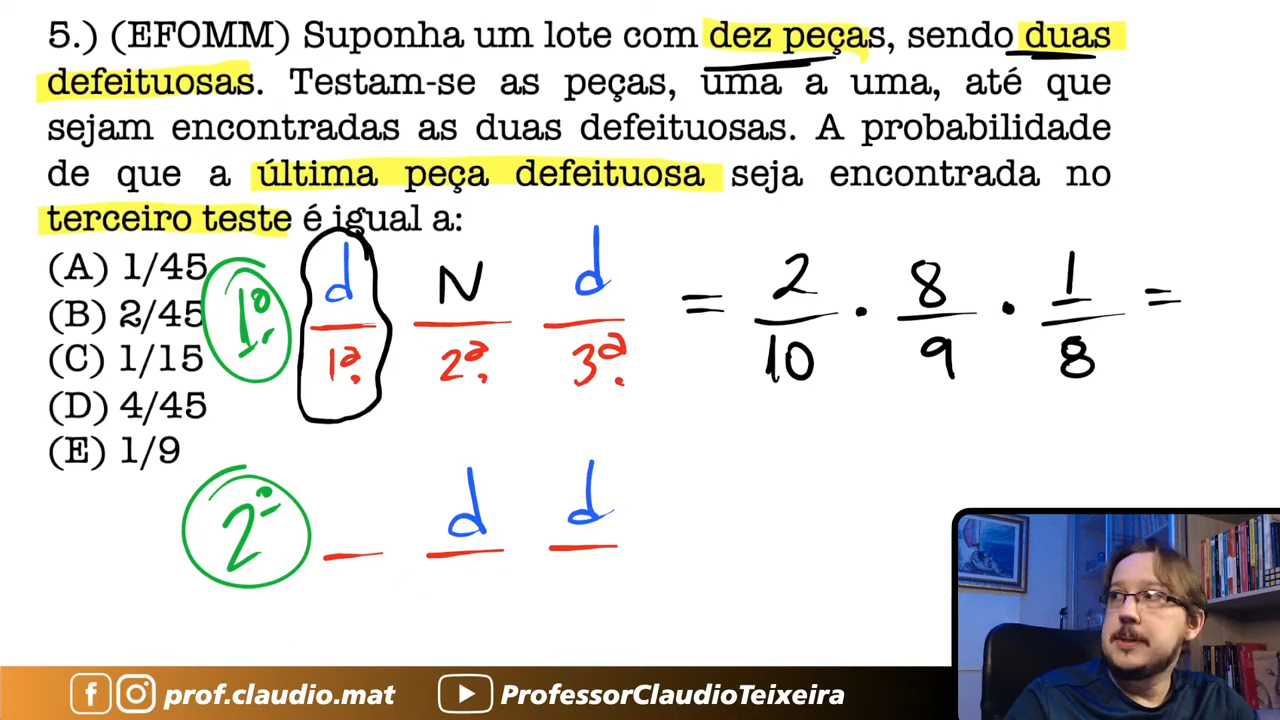 5.) (EFOMM) Suponha um lote com dez peças, sendo duas
defeituosas. Testam-se as peças, uma a uma, até que
sejam encontradas as duas defeituosas. A probabilidade
de que a última peça defeituosa seja encontrada no
terceiro teste é igual a:
(A) 1/45
(B) 2/45
(C) 1/15
(D) 4/45
(E) 1/9
1º
d N d
1ª 2ª 3ª
= 2/10 · 8/9 · 1/8 =
2º
d d
prof.claudio.mat
ProfessorClaudioTeixeira